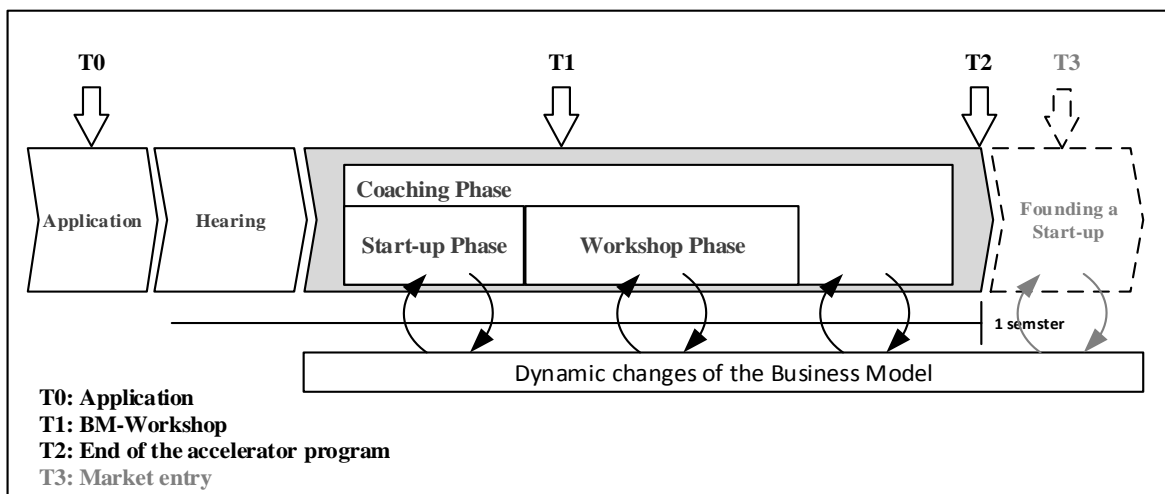 T0
T1
T2
T3
Application
Hearing
Coaching Phase
Start-up Phase
Workshop Phase
Founding a
Start-up
1 semster
Dynamic changes of the Business Model
T0: Application
T1: BM-Workshop
T2: End of the accelerator program
T3: Market entry